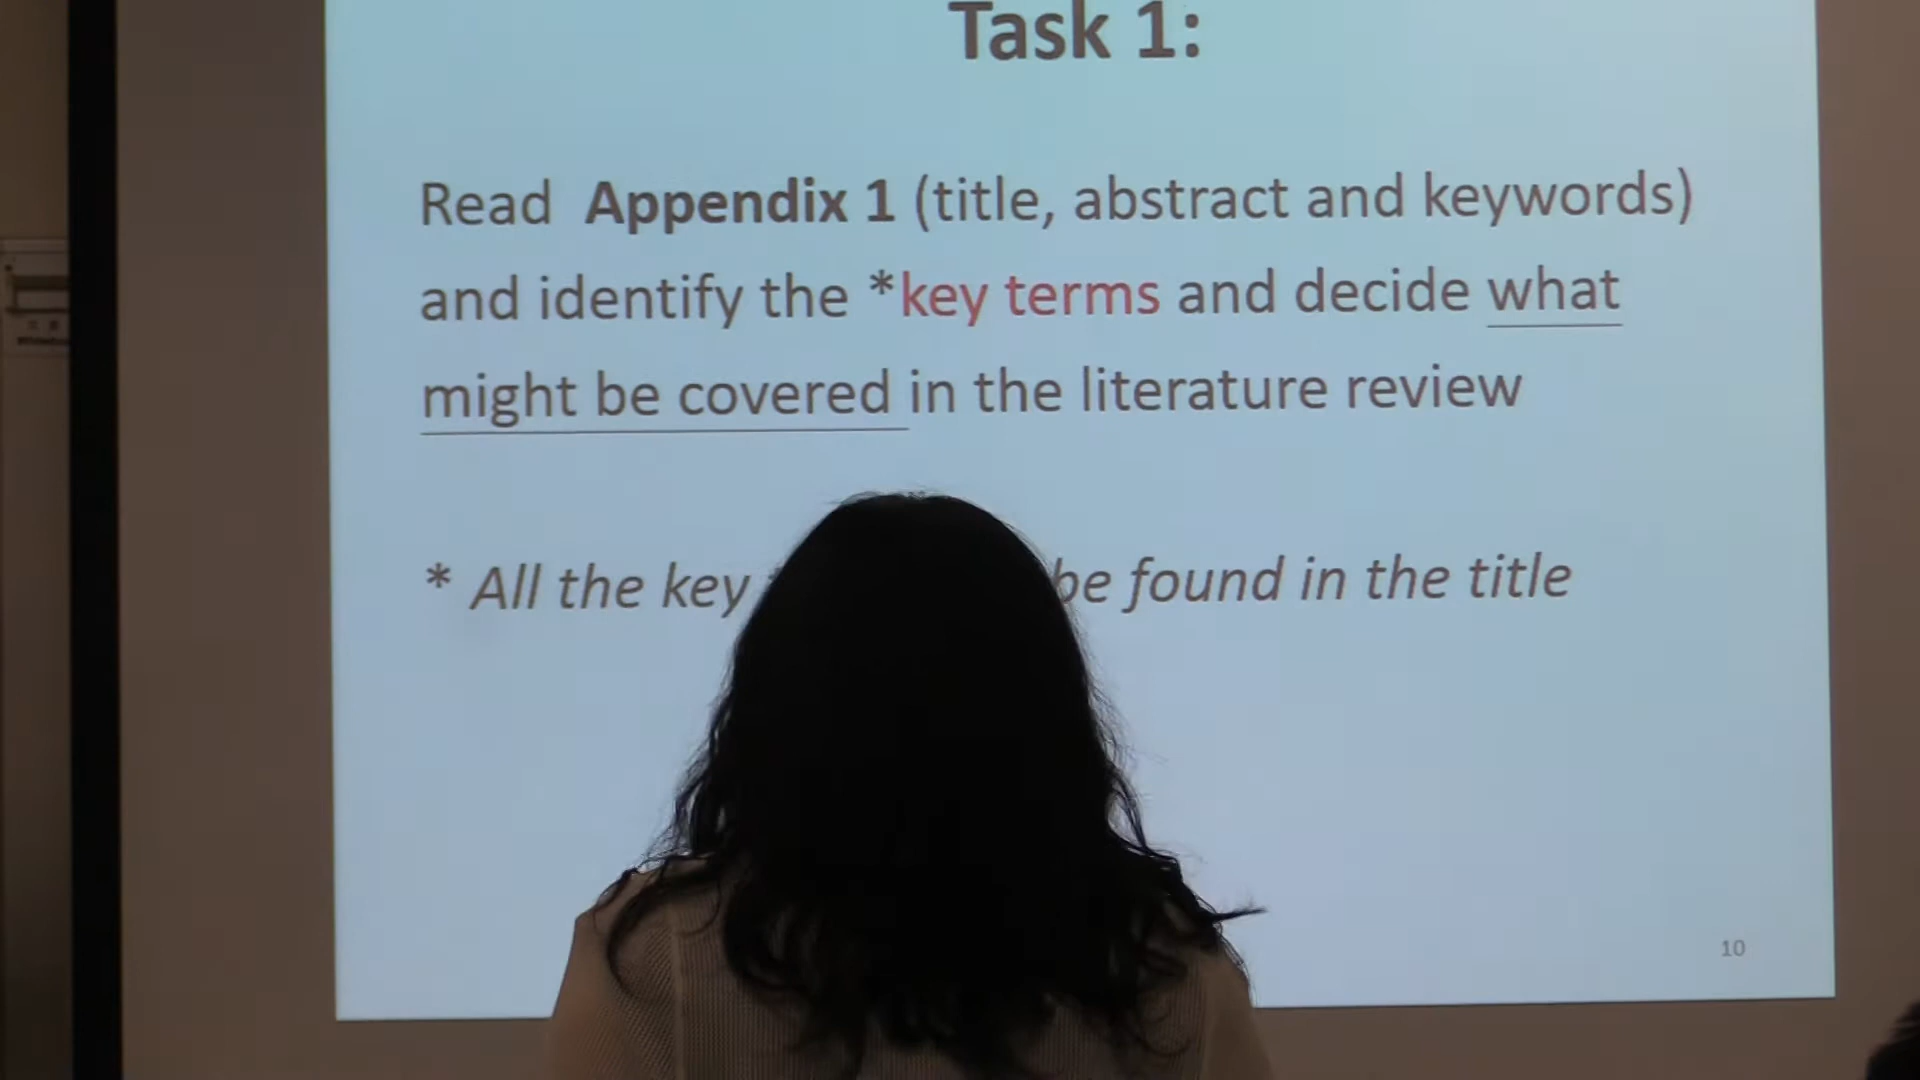 Task 1:
Read Appendix 1 (title, abstract and keywords)
and identify the *key terms and decide what
might be covered in the literature review
* All the key be found in the title
10